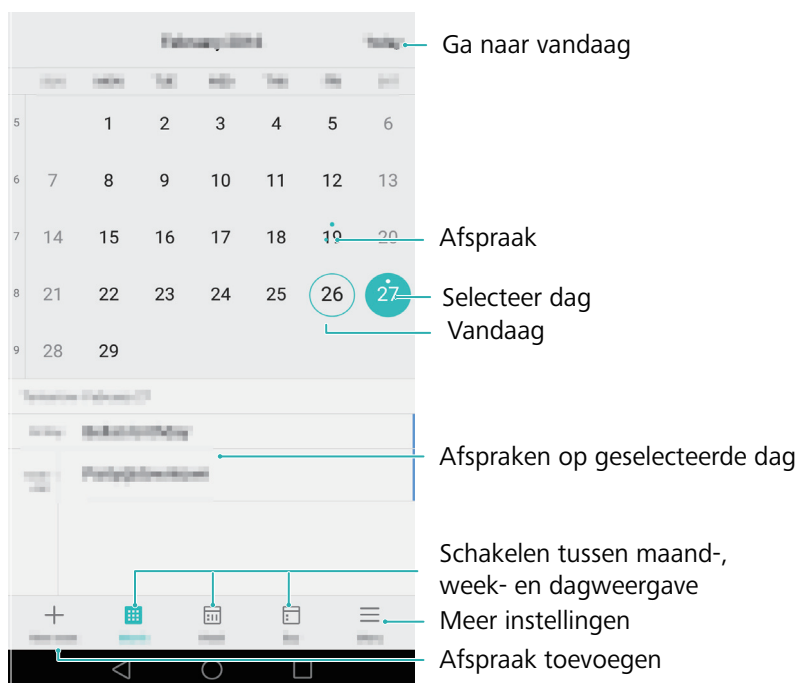 Ga naar vandaag
5 1 2 3 4 5 6
6 7 8 9 10 11 12 13
7 14 15 16 17 18 19 20
Afspraak
8 21 22 23 24 25 26 27
Selecteer dag
Vandaag
9 28 29
Afspraken op geselecteerde dag
Schakelen tussen maand-,
week- en dagweergave
Meer instellingen
Afspraak toevoegen